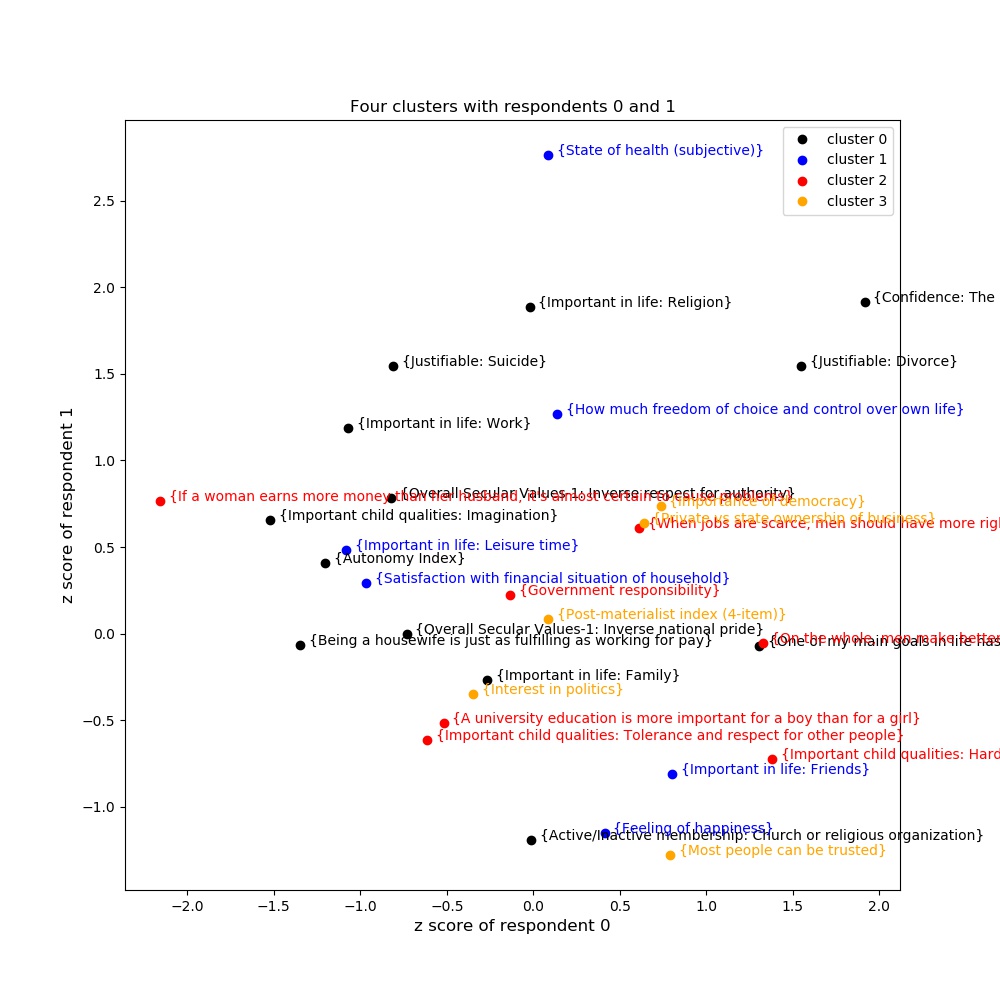 Four clusters with respondents 0 and 1
cluster 0
cluster 1
cluster 2
cluster 3
{State of health (subjective)}
{Confidence: The
{Important in life: Religion}
{Justifiable: Suicide}
{Justifiable: Divorce}
{How much freedom of choice and control over own life}
{Important in life: Work}
{Overall Secular Values-1: Inverse respect for authority}
{If a woman earns more money than her husband, it's almost certain to cause problems}
{Importance of democracy}
{Important child qualities: Imagination}
{Private vs state ownership of business}
{When jobs are scarce, men should have more rig
{Important in life: Leisure time}
{Autonomy Index}
{Satisfaction with financial situation of household}
{Government responsibility}
{Post-materialist index (4-item)}
{Overall Secular Values-1: Inverse national pride}
{Being a housewife is just as fulfilling as working for pay}
{On the whole, men make better
{One of my main goals in life has
{Important in life: Family}
{Interest in politics}
{A university education is more important for a boy than for a girl}
{Important child qualities: Tolerance and respect for other people}
{Important child qualities: Hard
{Important in life: Friends}
{Feeling of happiness}
{Active/Inactive membership: Church or religious organization}
{Most people can be trusted}
2.5
2.0
1.5
1.0
0.5
0.0
−0.5
−1.0
z score of respondent 1
−2.0 −1.5 −1.0 −0.5 0.0 0.5 1.0 1.5 2.0
z score of respondent 0